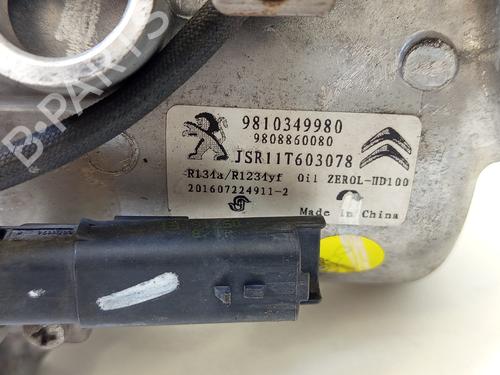 9810349980
9808860080
JSR11T603078
R134a/R1234yf Oil ZEROL-HD100
201607224911-2
Made in China
B-PARTS